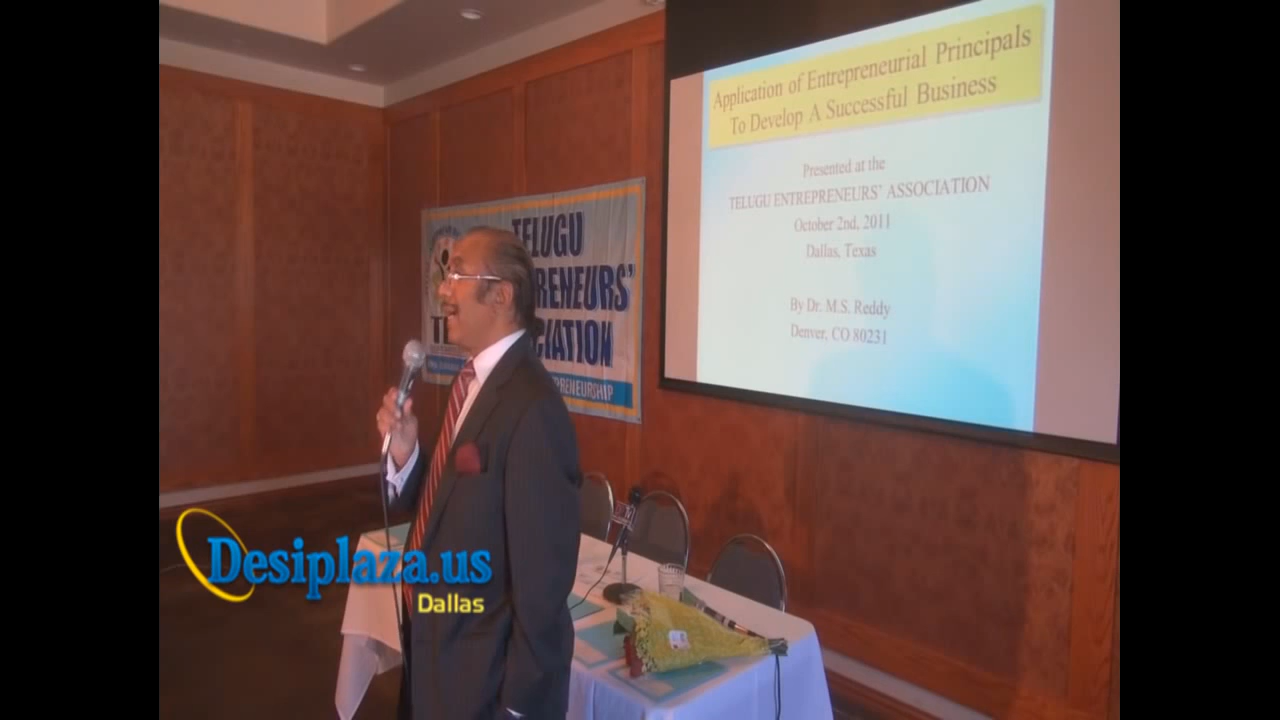 Application of Entrepreneurial Principals
To Develop A Successful Business
Presented at the
TELUGU ENTREPRENEURS' ASSOCIATION
October 2nd, 2011
Dallas, Texas
By Dr. M.S. Reddy
Denver, CO 80231
TELUGU
RENEURS'
CIATION
PRENEURSHIP
Desiplaza.us
Dallas